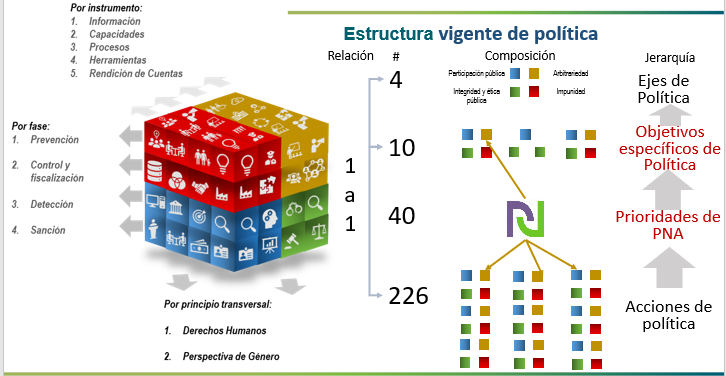 Por instrumento:
1. Información
2. Capacidades
3. Procesos
4. Herramientas
5. Rendición de Cuentas
Por fase:
1. Prevención
2. Control y
fiscalización
3. Detección
4. Sanción
Por principio transversal:
1. Derechos Humanos
2. Perspectiva de Género
Estructura vigente de política
Relación
1
a
1
#
4
10
40
226
Composición
Participación pública
Arbitrariedad
Integridad y ética
pública
Impunidad
Jerarquía
Ejes de
Política
Objetivos
específicos de
Política
Prioridades de
PNA
Acciones de
política